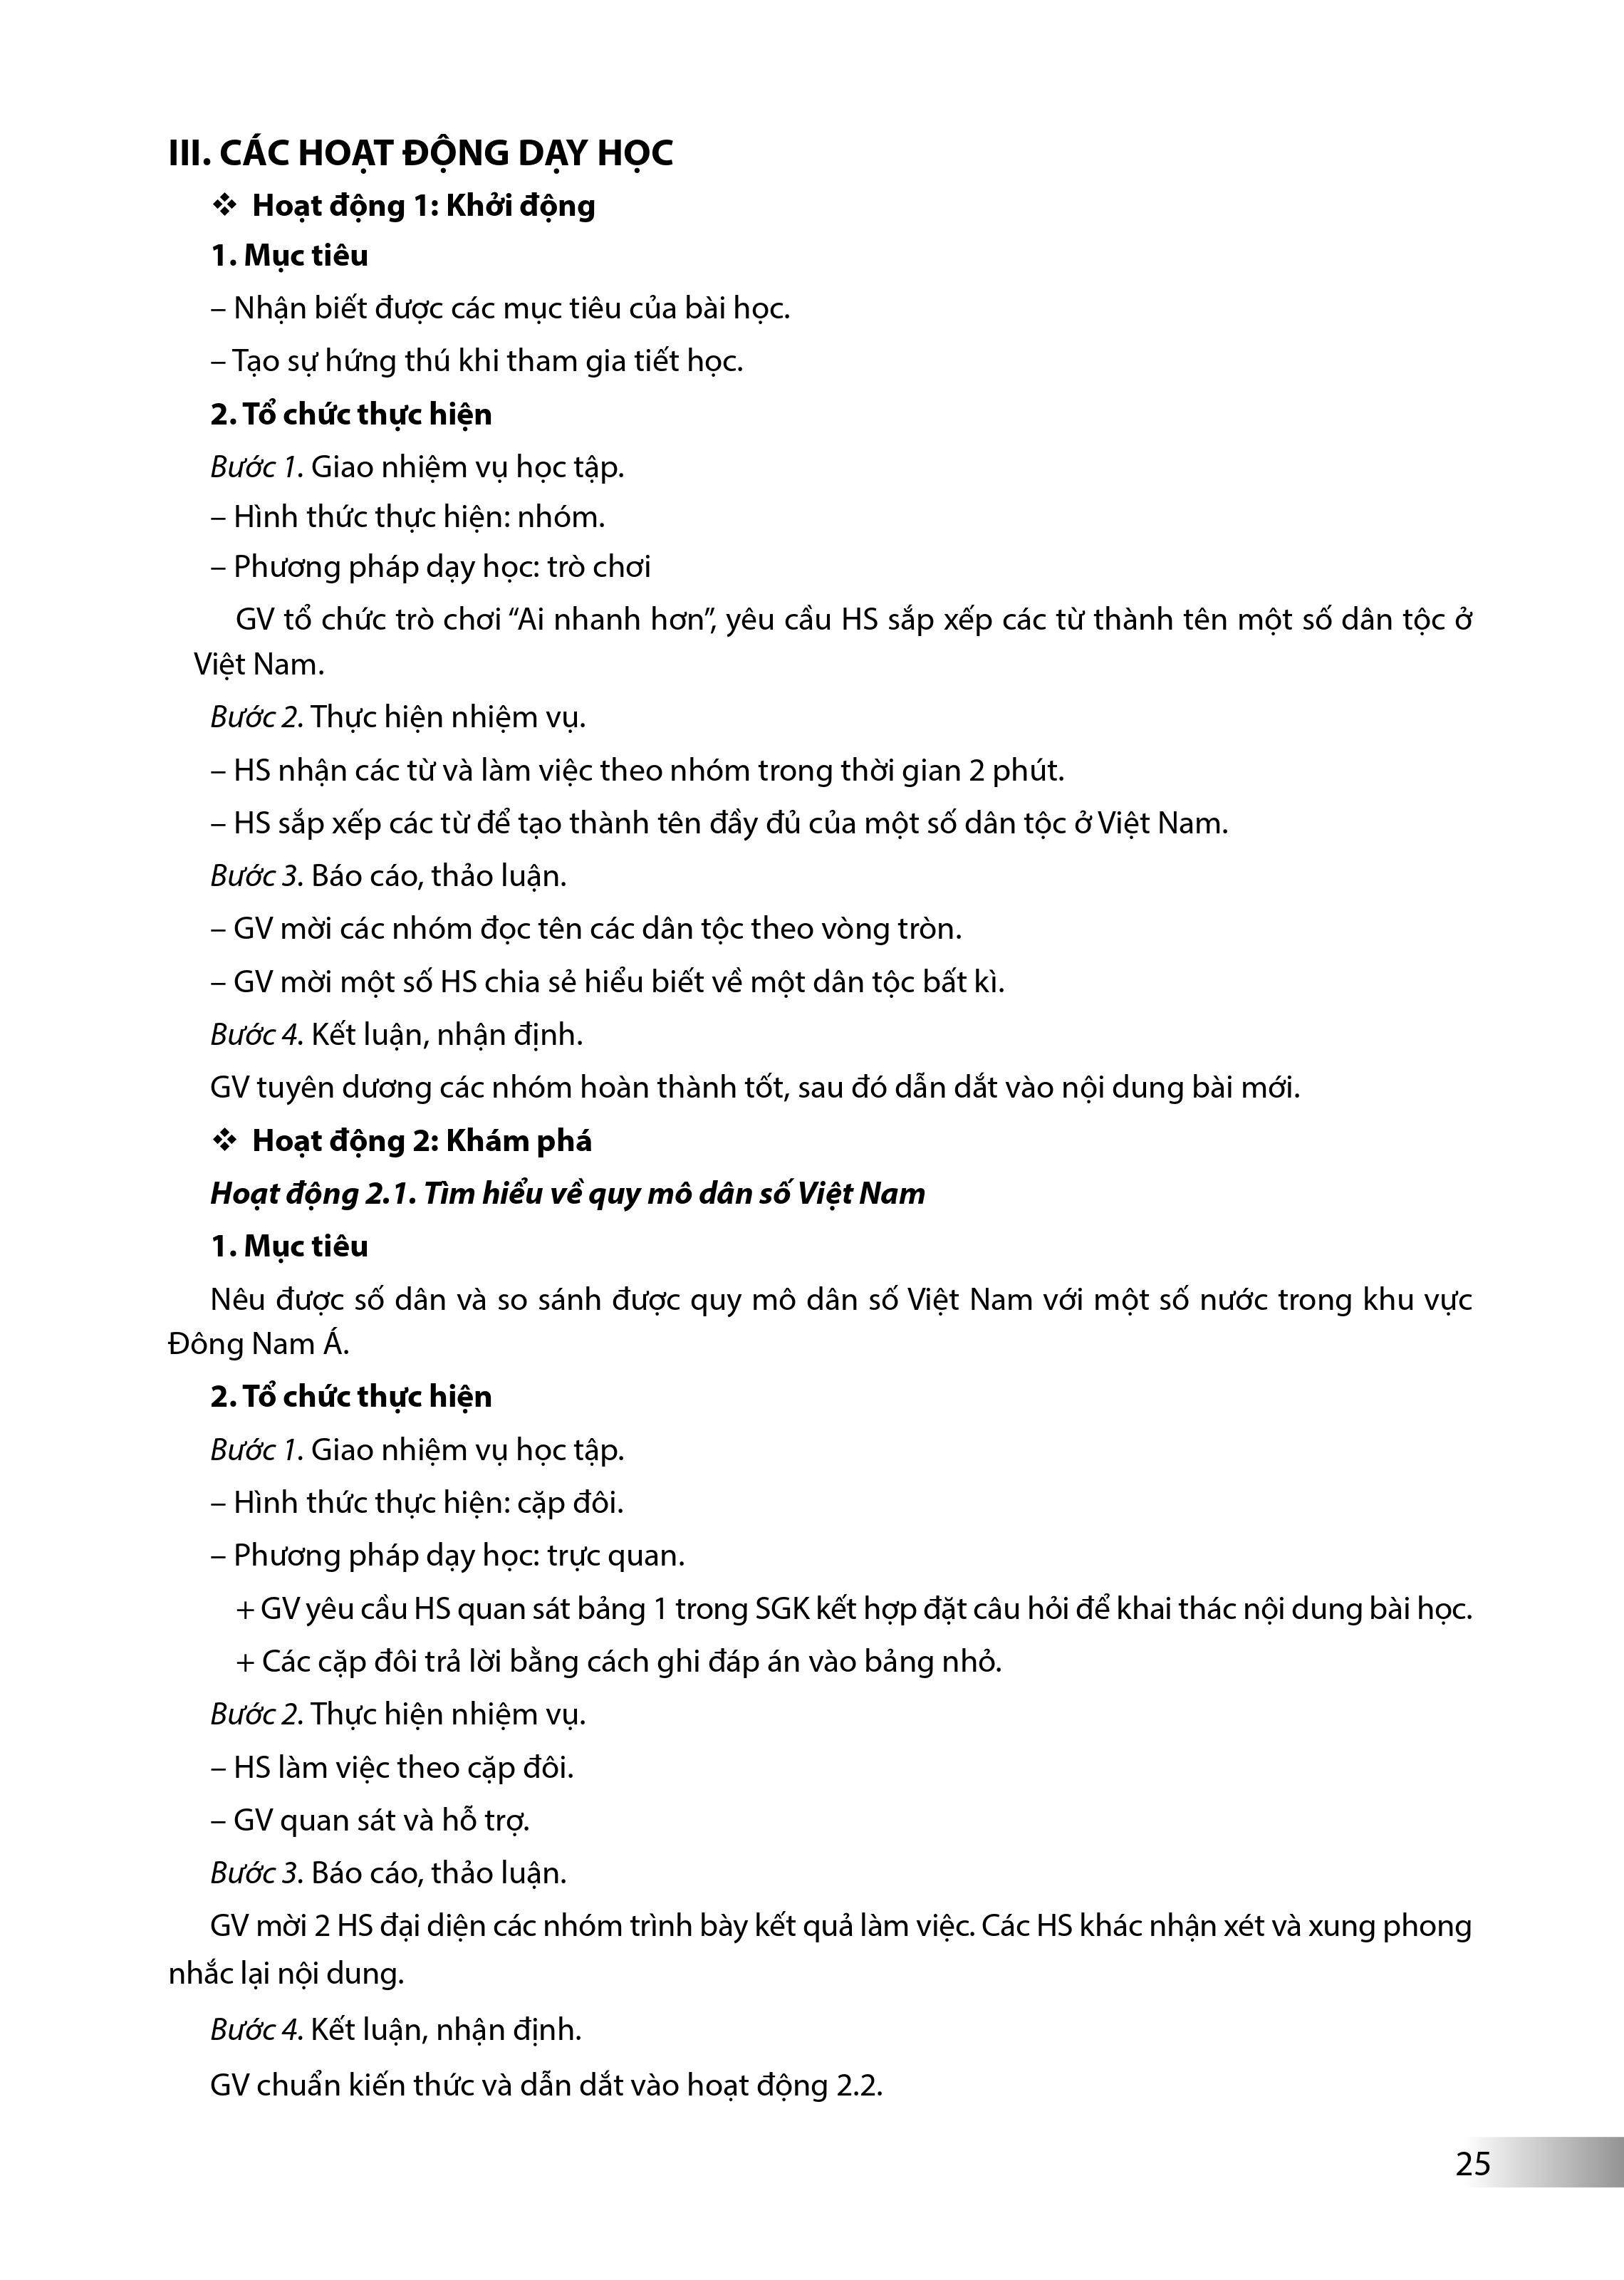 III. CÁC HOẠT ĐỘNG DẠY HỌC
❖ Hoạt động 1: Khởi động
1. Mục tiêu
– Nhận biết được các mục tiêu của bài học.
– Tạo sự hứng thú khi tham gia tiết học.
2. Tổ chức thực hiện
Bước 1. Giao nhiệm vụ học tập.
– Hình thức thực hiện: nhóm.
– Phương pháp dạy học: trò chơi
GV tổ chức trò chơi “Ai nhanh hơn”, yêu cầu HS sắp xếp các từ thành tên một số dân tộc ở
Việt Nam.
Bước 2. Thực hiện nhiệm vụ.
– HS nhận các từ và làm việc theo nhóm trong thời gian 2 phút.
– HS sắp xếp các từ để tạo thành tên đầy đủ của một số dân tộc ở Việt Nam.
Bước 3. Báo cáo, thảo luận.
– GV mời các nhóm đọc tên các dân tộc theo vòng tròn.
– GV mời một số HS chia sẻ hiểu biết về một dân tộc bất kì.
Bước 4. Kết luận, nhận định.
GV tuyên dương các nhóm hoàn thành tốt, sau đó dẫn dắt vào nội dung bài mới.
❖ Hoạt động 2: Khám phá
Hoạt động 2.1. Tìm hiểu về quy mô dân số Việt Nam
1. Mục tiêu
Nêu được số dân và so sánh được quy mô dân số Việt Nam với một số nước trong khu vực
Đông Nam Á.
2. Tổ chức thực hiện
Bước 1. Giao nhiệm vụ học tập.
– Hình thức thực hiện: cặp đôi.
– Phương pháp dạy học: trực quan.
+ GV yêu cầu HS quan sát bảng 1 trong SGK kết hợp đặt câu hỏi để khai thác nội dung bài học.
+ Các cặp đôi trả lời bằng cách ghi đáp án vào bảng nhỏ.
Bước 2. Thực hiện nhiệm vụ.
– HS làm việc theo cặp đôi.
– GV quan sát và hỗ trợ.
Bước 3. Báo cáo, thảo luận.
GV mời 2 HS đại diện các nhóm trình bày kết quả làm việc. Các HS khác nhận xét và xung phong
nhắc lại nội dung.
Bước 4. Kết luận, nhận định.
GV chuẩn kiến thức và dẫn dắt vào hoạt động 2.2.
25